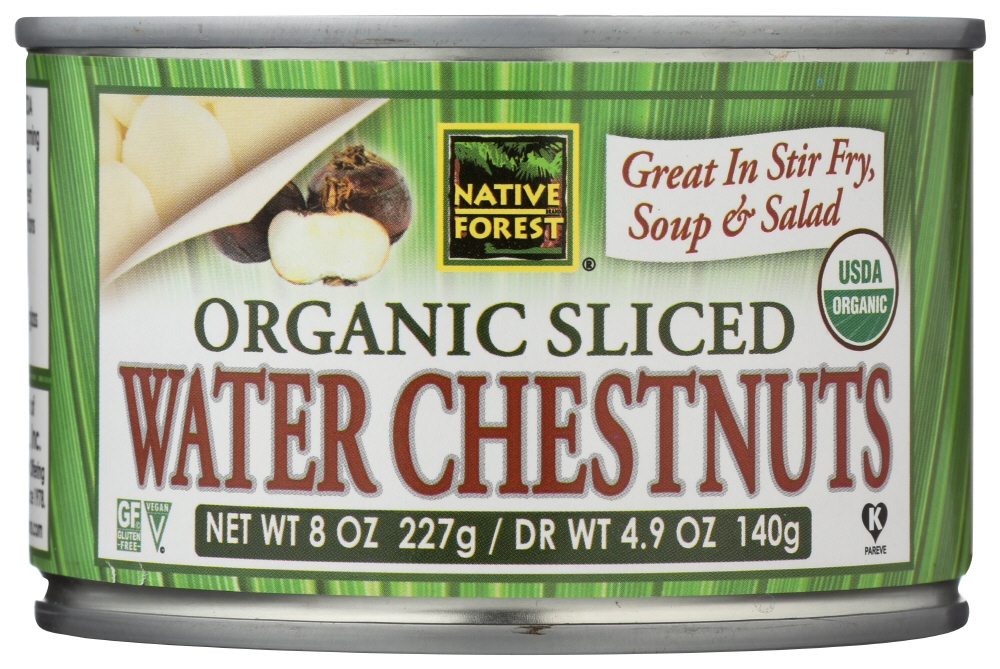 NATIVE
BRAND
FOREST®
Great In Stir Fry,
Soup & Salad
USDA
ORGANIC
ORGANIC SLICED
WATER CHESTNUTS
GF
GLUTEN
-FREE-
VEGAN
V
NET WT 8 OZ 227g / DR WT 4.9 OZ 140g
K
PAREVE